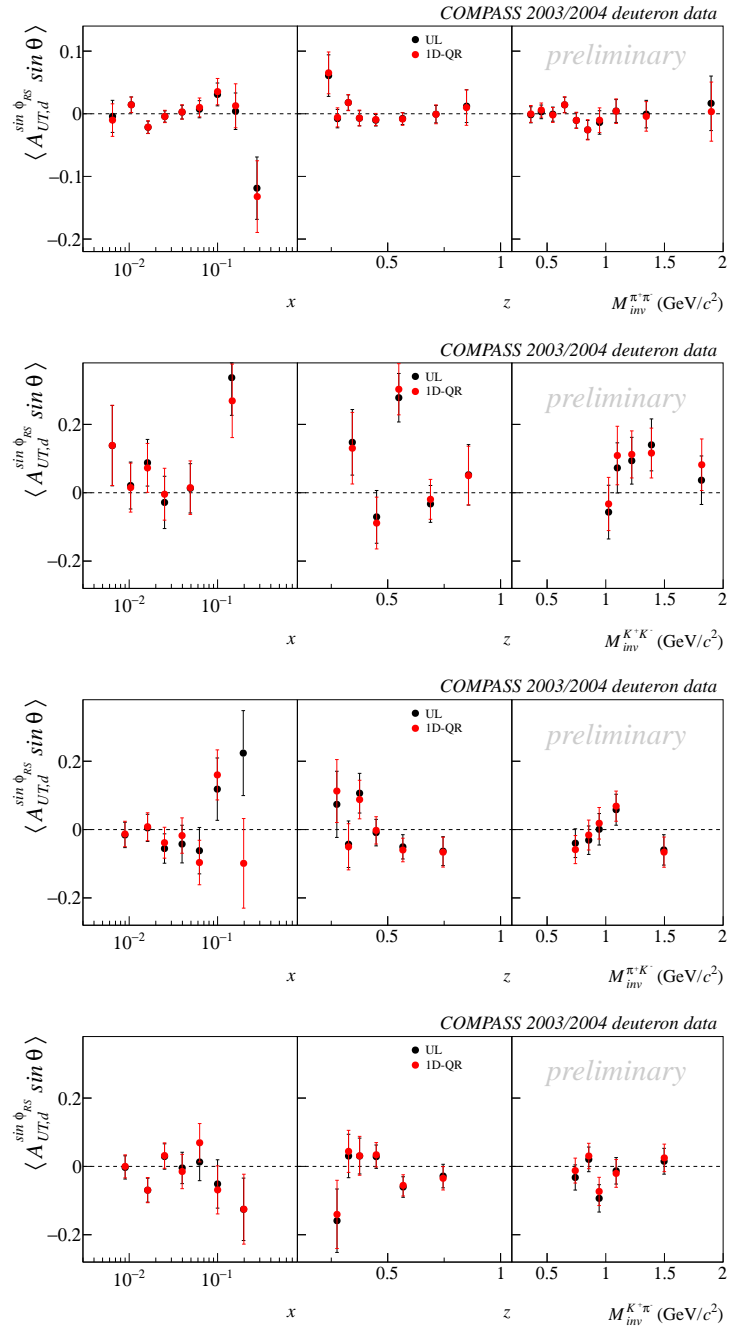 COMPASS 2003/2004 deuteron data
⟨ A_{UT,d}^{sin ϕ_{RS}} sin θ ⟩
0.1
0
−0.1
−0.2
UL
1D-QR
preliminary
10⁻² 10⁻¹ 0.5 1 0.5 1 1.5 2
x z M_{inv}^{π⁺π⁻} (GeV/c²)
COMPASS 2003/2004 deuteron data
⟨ A_{UT,d}^{sin ϕ_{RS}} sin θ ⟩
0.2
0
−0.2
UL
1D-QR
preliminary
10⁻² 10⁻¹ 0.5 1 0.5 1 1.5 2
x z M_{inv}^{K⁺K⁻} (GeV/c²)
COMPASS 2003/2004 deuteron data
⟨ A_{UT,d}^{sin ϕ_{RS}} sin θ ⟩
0.2
0
−0.2
UL
1D-QR
preliminary
10⁻² 10⁻¹ 0.5 1 0.5 1 1.5 2
x z M_{inv}^{π⁺K⁻} (GeV/c²)
COMPASS 2003/2004 deuteron data
⟨ A_{UT,d}^{sin ϕ_{RS}} sin θ ⟩
0.2
0
−0.2
UL
1D-QR
preliminary
10⁻² 10⁻¹ 0.5 1 0.5 1 1.5 2
x z M_{inv}^{K⁺π⁻} (GeV/c²)